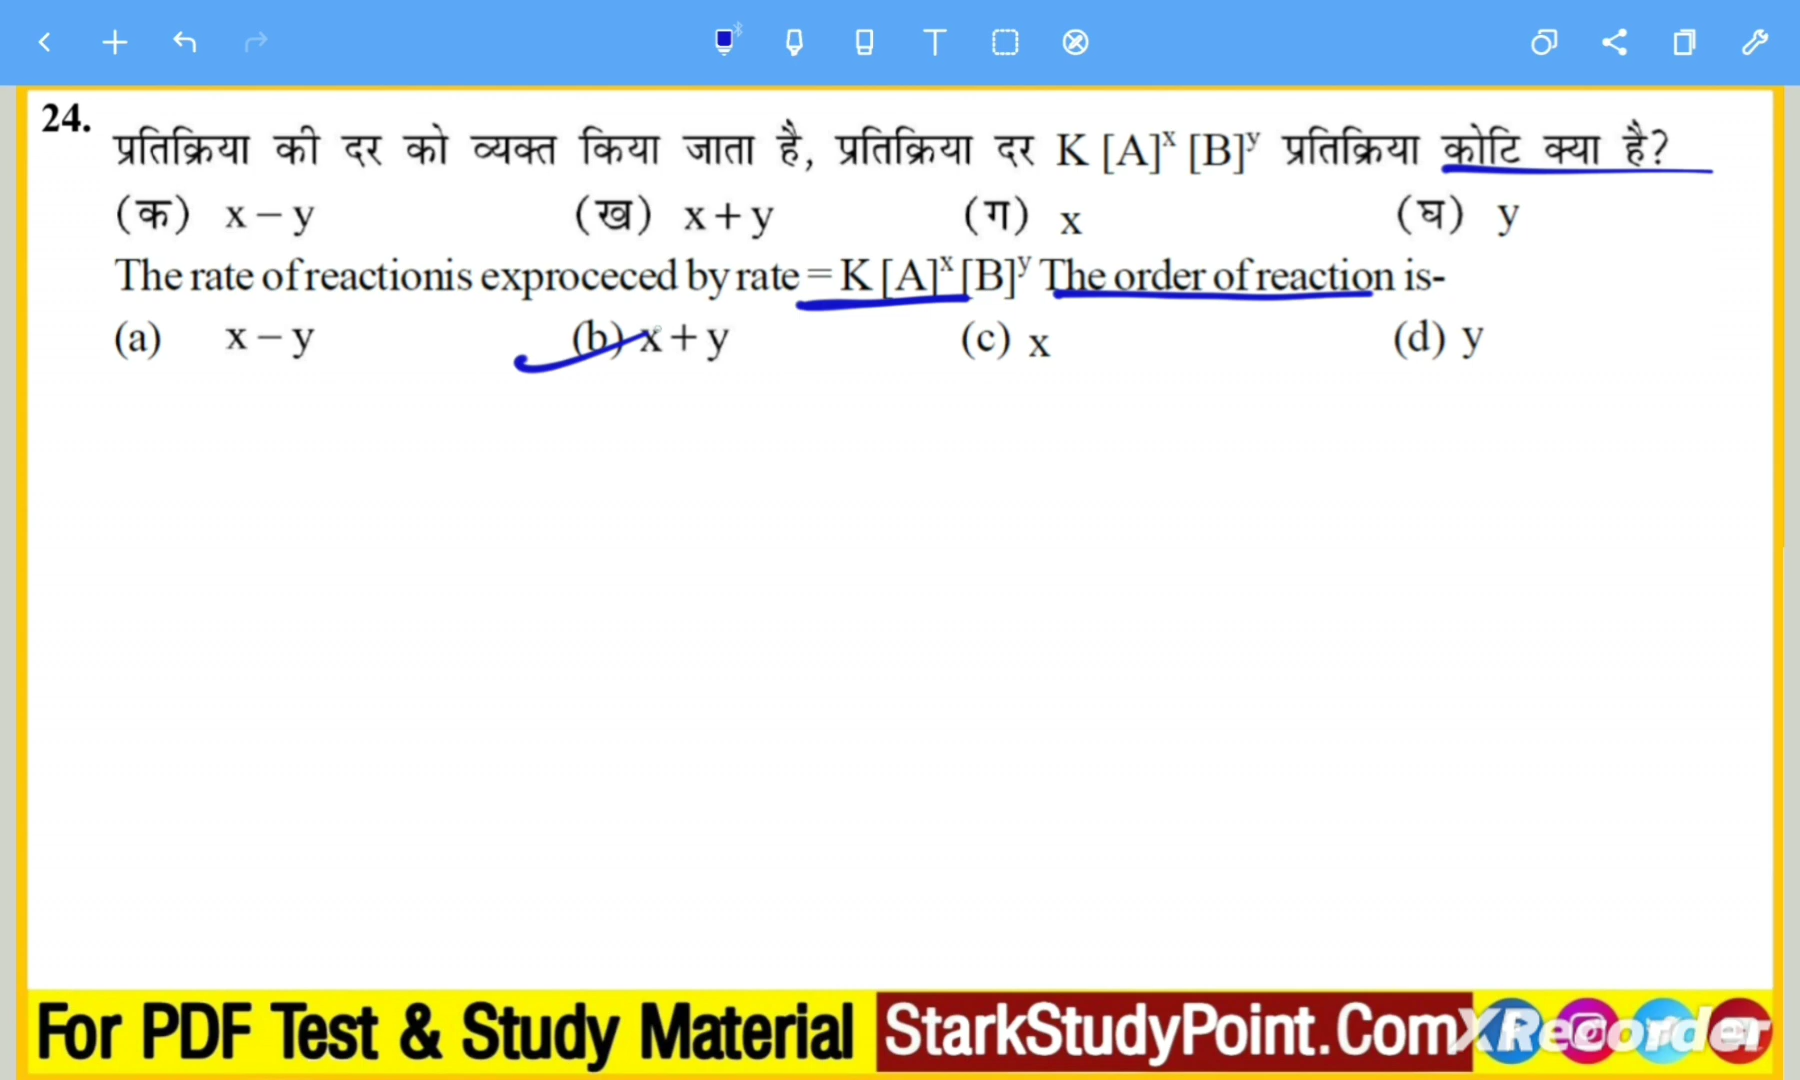 24.
प्रतिक्रिया की दर को व्यक्त किया जाता है, प्रतिक्रिया दर K [A]ˣ [B]ʸ प्रतिक्रिया कोटि क्या है?
(क) x – y (ख) x + y (ग) x (घ) y
The rate of reactionis exproceced by rate = K [A]ˣ [B]ʸ The order of reaction is-
(a) x – y (b) x + y (c) x (d) y
For PDF Test & Study Material StarkStudyPoint.Com XRecorder